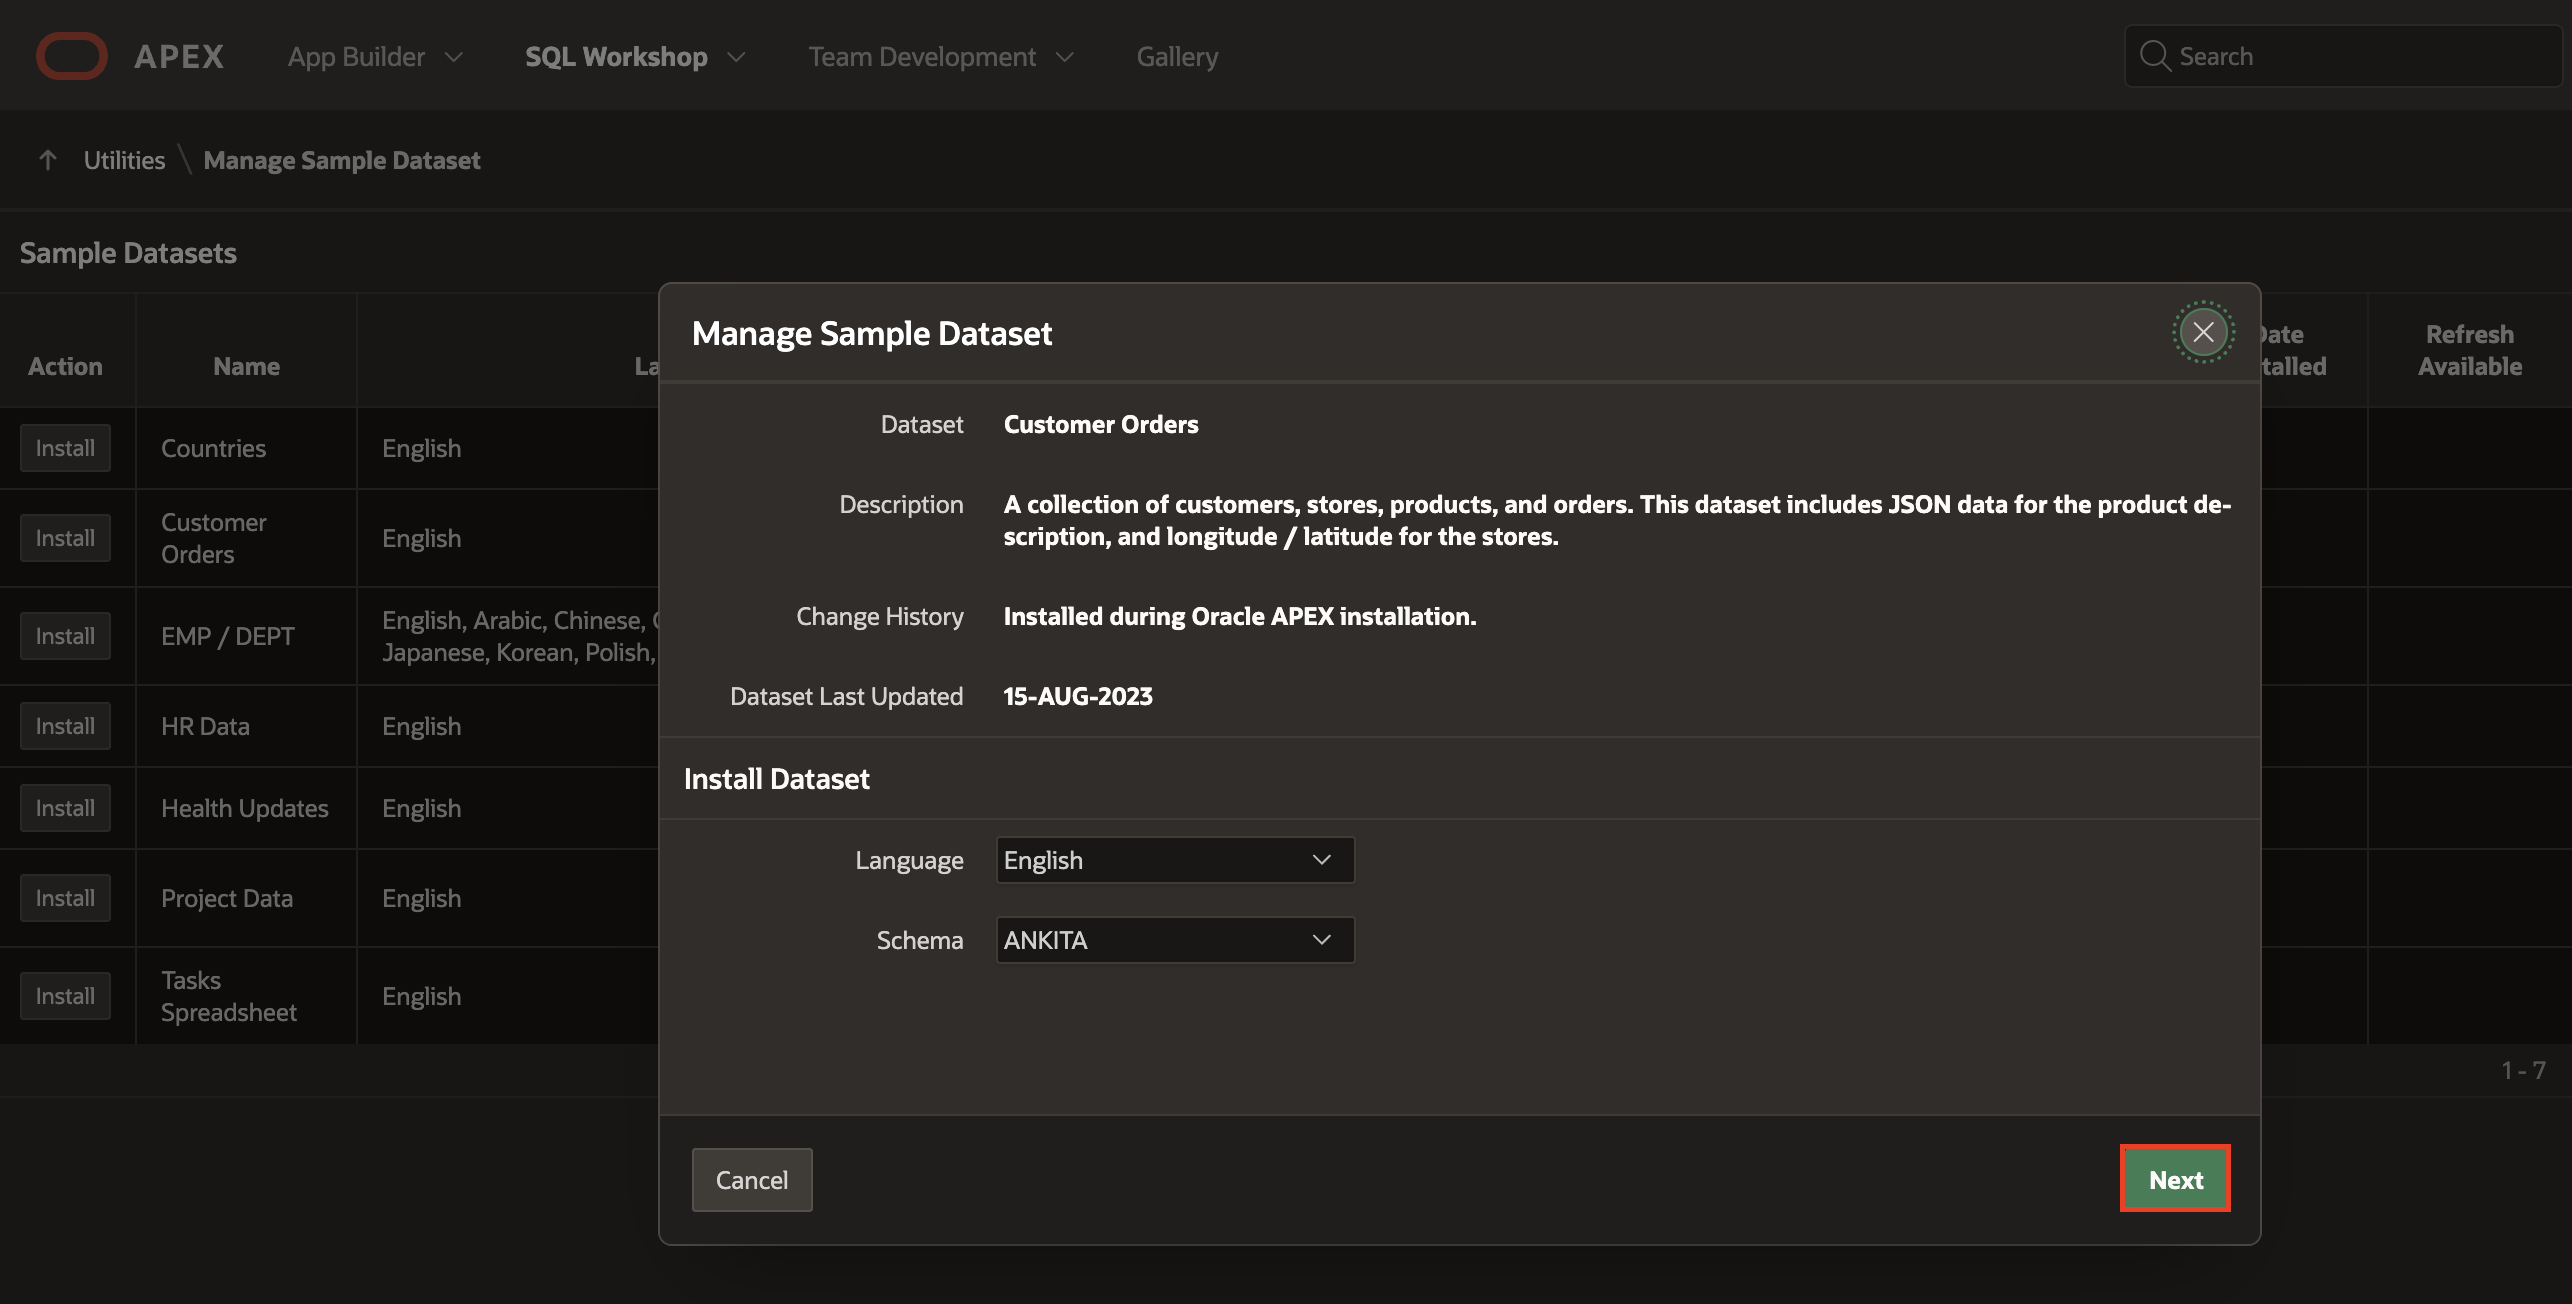 APEX App Builder SQL Workshop Team Development Gallery Search
Utilities \ Manage Sample Dataset
Sample Datasets
Action Name
Refresh
Available
Install Countries English
Install Customer
Orders English
Install EMP / DEPT English, Arabic, Chinese,
Japanese, Korean, Polish,
Install HR Data English
Install Health Updates English
Install Project Data English
Install Tasks
Spreadsheet English
1 - 7
Manage Sample Dataset
Dataset Customer Orders
Description A collection of customers, stores, products, and orders. This dataset includes JSON data for the product de-
scription, and longitude / latitude for the stores.
Change History Installed during Oracle APEX installation.
Dataset Last Updated 15-AUG-2023
Install Dataset
Language English
Schema ANKITA
Cancel Next